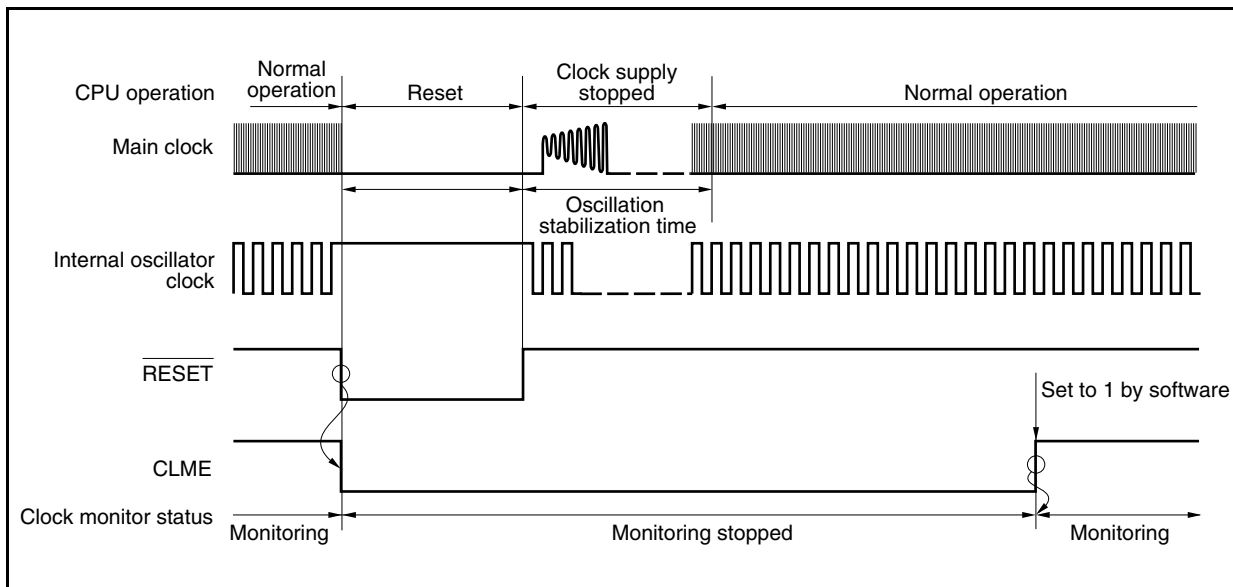 Normal
operation
Clock supply
stopped
CPU operation
Reset
Normal operation
Main clock
Oscillation
stabilization time
Internal oscillator
clock
RESET
Set to 1 by software
CLME
Clock monitor status
Monitoring
Monitoring stopped
Monitoring